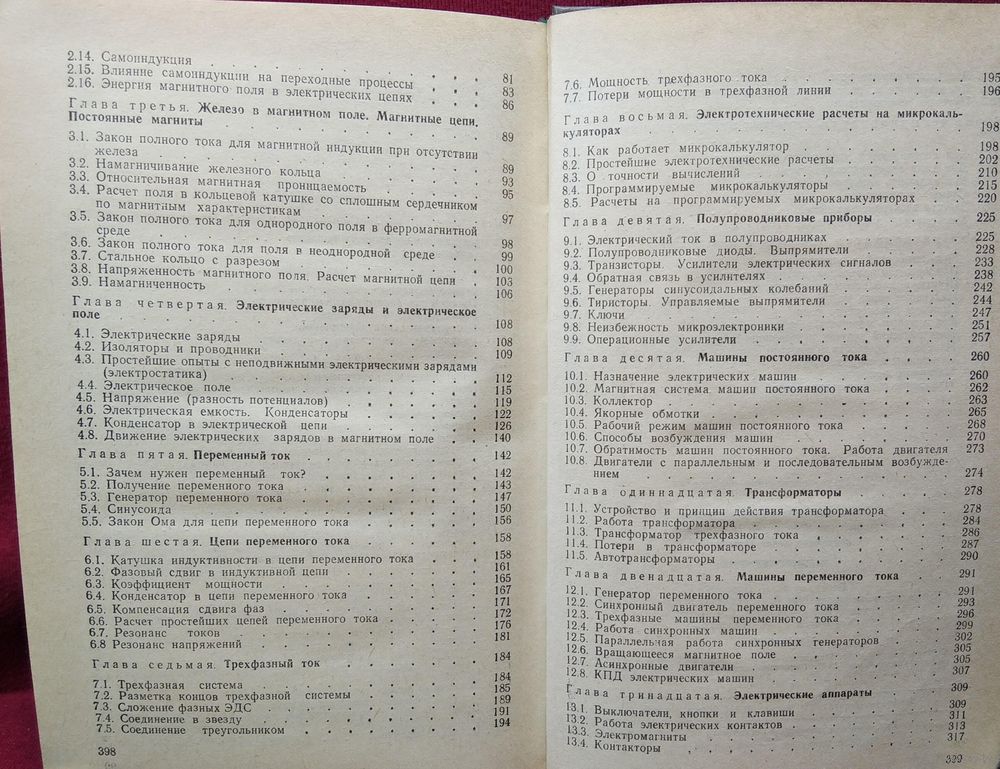 2.14. Самоиндукция . . . . . . . . . 81
2.15. Влияние самоиндукции на переходные процессы . . . 83
2.16. Энергия магнитного поля в электрических цепях . . . 86
Глава третья. Железо в магнитном поле. Магнитные цепи.
Постоянные магниты . . . . . . . . . 89
3.1. Закон полного тока для магнитной индукции при отсутствии
железа . . . . . . . . . 89
3.2. Намагничивание железного кольца . . . . . . 93
3.3. Относительная магнитная проницаемость . . . . . 95
3.4. Расчет поля в кольцевой катушке со сплошным сердечником
по магнитным характеристикам . . . . . . 97
3.5. Закон полного тока для однородного поля в ферромагнитной
среде . . . . . . . . . 98
3.6. Закон полного тока для поля в неоднородной среде . . 99
3.7. Стальное кольцо с разрезом . . . . . . . 100
3.8. Напряженность магнитного поля. Расчет магнитной цепи . 103
3.9. Намагниченность . . . . . . . . . 106
Глава четвертая. Электрические заряды и электрическое
поле . . . . . . . . . 108
4.1. Электрические заряды . . . . . . . 108
4.2. Изоляторы и проводники . . . . . . . 109
4.3. Простейшие опыты с неподвижными электрическими зарядами
(электростатика) . . . . . . . . 112
4.4. Электрическое поле . . . . . . . 115
4.5. Напряжение (разность потенциалов) . . . . . 119
4.6. Электрическая емкость. Конденсаторы . . . . . 122
4.7. Конденсатор в электрической цепи . . . . . 126
4.8. Движение электрических зарядов в магнитном поле . . 140
Глава пятая. Переменный ток . . . . . . . 142
5.1. Зачем нужен переменный ток? . . . . . . 142
5.2. Получение переменного тока . . . . . . 143
5.3. Генератор переменного тока . . . . . . 147
5.4. Синусоида . . . . . . . . . 150
5.5. Закон Ома для цепи переменного тока . . . . . 156
Глава шестая. Цепи переменного тока . . . . . 158
6.1. Катушка индуктивности в цепи переменного тока . . . 158
6.2. Фазовый сдвиг в индуктивной цепи . . . . . 161
6.3. Коэффициент мощности . . . . . . . 165
6.4. Конденсатор в цепи переменного тока . . . . . 167
6.5. Компенсация сдвига фаз . . . . . . . 171
6.6. Расчет простейших цепей переменного тока . . . . 172
6.7. Резонанс токов . . . . . . . . 176
6.8 Резонанс напряжений . . . . . . . 181
Глава седьмая. Трехфазный ток . . . . . . 184
7.1. Трехфазная система . . . . . . . 184
7.2. Разметка концов трехфазной системы . . . . . 185
7.3. Сложение фазных ЭДС . . . . . . . 189
7.4. Соединение в звезду . . . . . . . 191
7.5. Соединение треугольником . . . . . . 194
398
7.6. Мощность трехфазного тока . . . . . . 195
7.7. Потери мощности в трехфазной линии . . . . . 196
Глава восьмая. Электротехнические расчеты на микрокаль-
куляторах . . . . . . . . . 198
8.1. Как работает микрокалькулятор . . . . . . 198
8.2. Простейшие электротехнические расчеты . . . . 202
8.3. О точности вычислений . . . . . . . 210
8.4. Программируемые микрокалькуляторы . . . . . 215
8.5. Расчеты на программируемых микрокалькуляторах . . . 220
Глава девятая. Полупроводниковые приборы . . . . 225
9.1. Электрический ток в полупроводниках . . . . . 225
9.2. Полупроводниковые диоды. Выпрямители . . . . 228
9.3. Транзисторы. Усилители электрических сигналов . . . 233
9.4. Обратная связь в усилителях . . . . . . 238
9.5. Генераторы синусоидальных колебаний . . . . . 242
9.6. Тиристоры. Управляемые выпрямители . . . . . 244
9.7. Ключи . . . . . . . . . 247
9.8. Неизбежность микроэлектроники . . . . . . 251
9.9. Операционные усилители . . . . . . . 257
Глава десятая. Машины постоянного тока . . . . 260
10.1. Назначение электрических машин . . . . . 260
10.2. Магнитная система машин постоянного тока . . . . 262
10.3. Коллектор . . . . . . . . . 263
10.4. Якорные обмотки . . . . . . . . 265
10.5. Рабочий режим машин постоянного тока . . . . 268
10.6. Способы возбуждения машин . . . . . . 270
10.7. Обратимость машин постоянного тока. Работа двигателя 273
10.8. Двигатели с параллельным и последовательным возбужде-
нием . . . . . . . . . 274
Глава одиннадцатая. Трансформаторы . . . . . 278
11.1. Устройство и принцип действия трансформатора . . . 278
11.2. Работа трансформатора . . . . . . . 284
11.3. Трансформатор трехфазного тока . . . . . 286
11.4. Потери в трансформаторе . . . . . . 287
11.5. Автотрансформаторы . . . . . . . 290
Глава двенадцатая. Машины переменного тока . . . 291
12.1. Генератор переменного тока . . . . . . 291
12.2. Синхронный двигатель переменного тока . . . . 293
12.3. Трехфазные машины переменного тока . . . . 296
12.4. Работа синхронных машин . . . . . . 299
12.5. Параллельная работа синхронных генераторов . . . 302
12.6. Вращающееся магнитное поле . . . . . . 305
12.7. Асинхронные двигатели . . . . . . . 305
12.8. КПД электрических машин . . . . . . 307
Глава тринадцатая. Электрические аппараты . . . . 309
13.1. Выключатели, кнопки и клавиши . . . . . 309
13.2. Работа электрических контактов . . . . . 311
13.3. Электромагниты . . . . . . . . 313
13.4. Контакторы . . . . . . . . 317
399